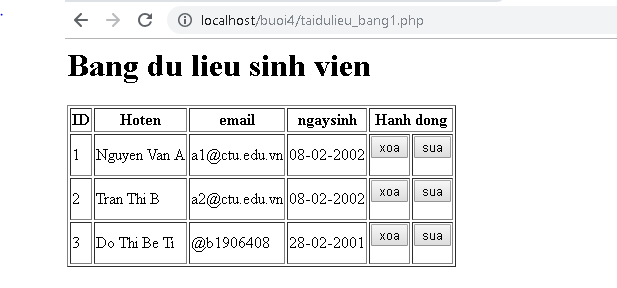 localhost/buoi4/taidulieu_bang1.php
Bang du lieu sinh vien
ID Hoten email ngaysinh Hanh dong
1 Nguyen Van A a1@ctu.edu.vn 08-02-2002 xoa sua
2 Tran Thi B a2@ctu.edu.vn 08-02-2002 xoa sua
3 Do Thi Be Ti @b1906408 28-02-2001 xoa sua